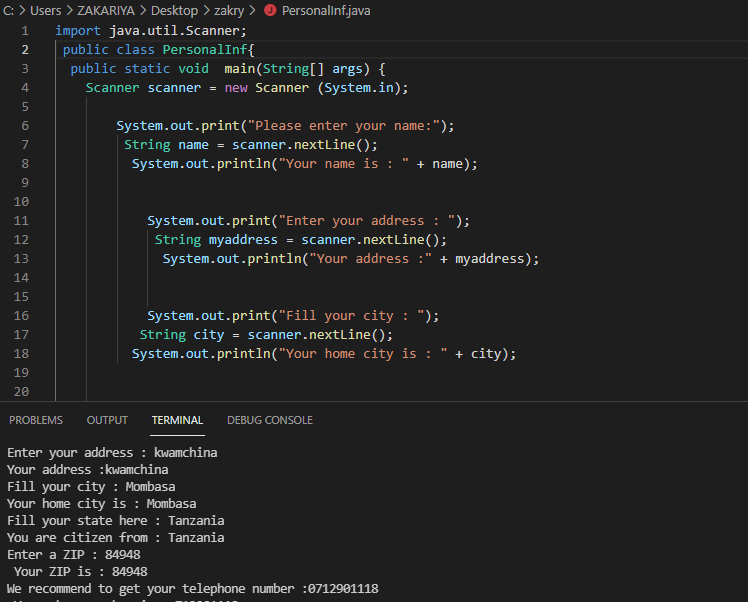 C: > Users > ZAKARIYA > Desktop > zakry > PersonalInf.java
1 import java.util.Scanner;
2 public class PersonalInf{
3 public static void  main(String[] args) {
4 Scanner scanner = new Scanner (System.in);
5
6 System.out.print("Please enter your name:");
7 String name = scanner.nextLine();
8 System.out.println("Your name is : " + name);
9
10
11 System.out.print("Enter your address : ");
12 String myaddress = scanner.nextLine();
13 System.out.println("Your address :" + myaddress);
14
15
16 System.out.print("Fill your city : ");
17 String city = scanner.nextLine();
18 System.out.println("Your home city is : " + city);
19
20
PROBLEMS OUTPUT TERMINAL DEBUG CONSOLE
Enter your address : kwamchina
Your address :kwamchina
Fill your city : Mombasa
Your home city is : Mombasa
Fill your state here : Tanzania
You are citizen from : Tanzania
Enter a ZIP : 84948
Your ZIP is : 84948
We recommend to get your telephone number :0712901118